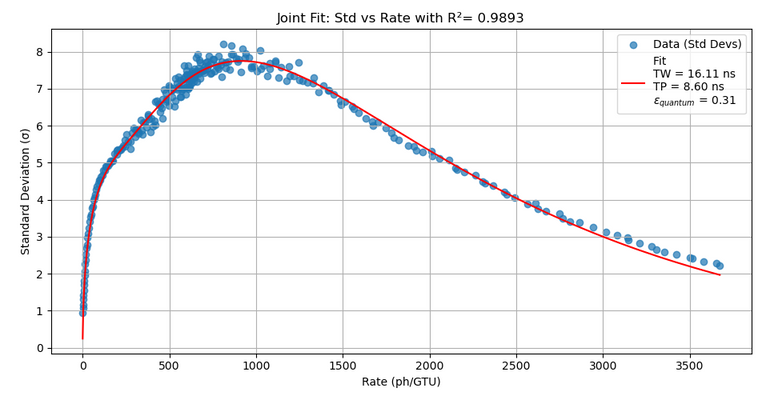 Joint Fit: Std vs Rate with R²= 0.9893
Data (Std Devs)
Fit
TW = 16.11 ns
TP = 8.60 ns
ε_quantum = 0.31
Standard Deviation (σ)
8
7
6
5
4
3
2
1
0
0 500 1000 1500 2000 2500 3000 3500
Rate (ph/GTU)